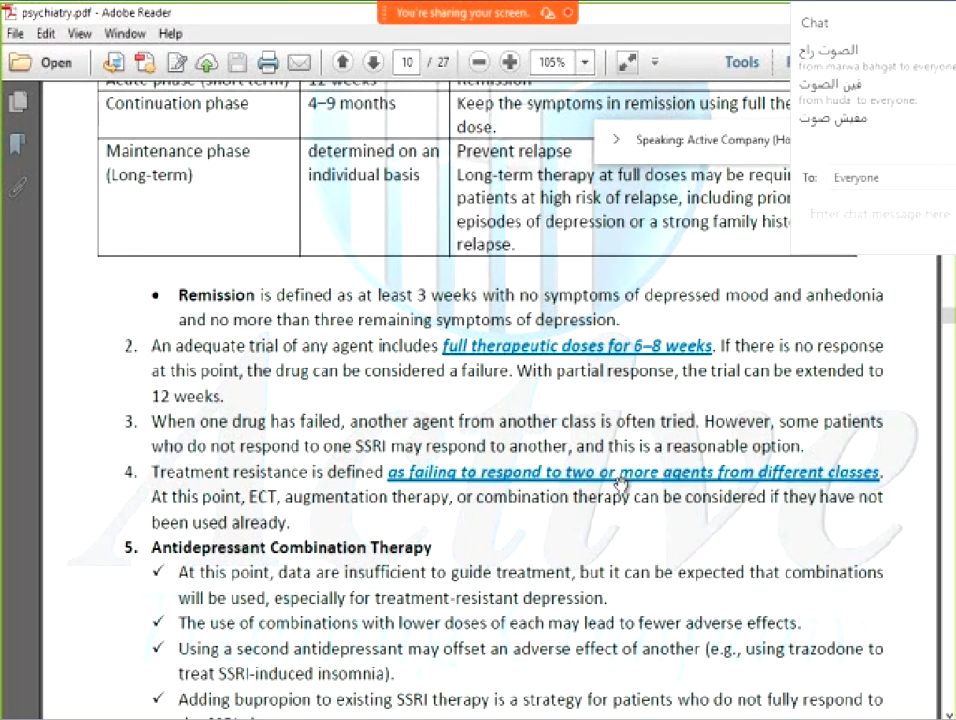 psychiatry.pdf - Adobe Reader
You're sharing your screen.
File Edit View Window Help
Open 10 / 27 105% Tools
Chat
الصوت راح
from marwa bahgat to everyone
فين الصوت
from huda to everyone:
مفيش صوت
Speaking: Active Company (Ho
To: Everyone
Enter chat message here
Continuation phase 4–9 months Keep the symptoms in remission using full the
dose.
Maintenance phase determined on an Prevent relapse
(Long-term) individual basis Long-term therapy at full doses may be requi
patients at high risk of relapse, including prior
episodes of depression or a strong family hist
relapse.
• Remission is defined as at least 3 weeks with no symptoms of depressed mood and anhedonia
and no more than three remaining symptoms of depression.
2. An adequate trial of any agent includes full therapeutic doses for 6–8 weeks. If there is no response
at this point, the drug can be considered a failure. With partial response, the trial can be extended to
12 weeks.
3. When one drug has failed, another agent from another class is often tried. However, some patients
who do not respond to one SSRI may respond to another, and this is a reasonable option.
4. Treatment resistance is defined as failing to respond to two or more agents from different classes.
At this point, ECT, augmentation therapy, or combination therapy can be considered if they have not
been used already.
5. Antidepressant Combination Therapy
✓ At this point, data are insufficient to guide treatment, but it can be expected that combinations
will be used, especially for treatment-resistant depression.
✓ The use of combinations with lower doses of each may lead to fewer adverse effects.
✓ Using a second antidepressant may offset an adverse effect of another (e.g., using trazodone to
treat SSRI-induced insomnia).
✓ Adding bupropion to existing SSRI therapy is a strategy for patients who do not fully respond to